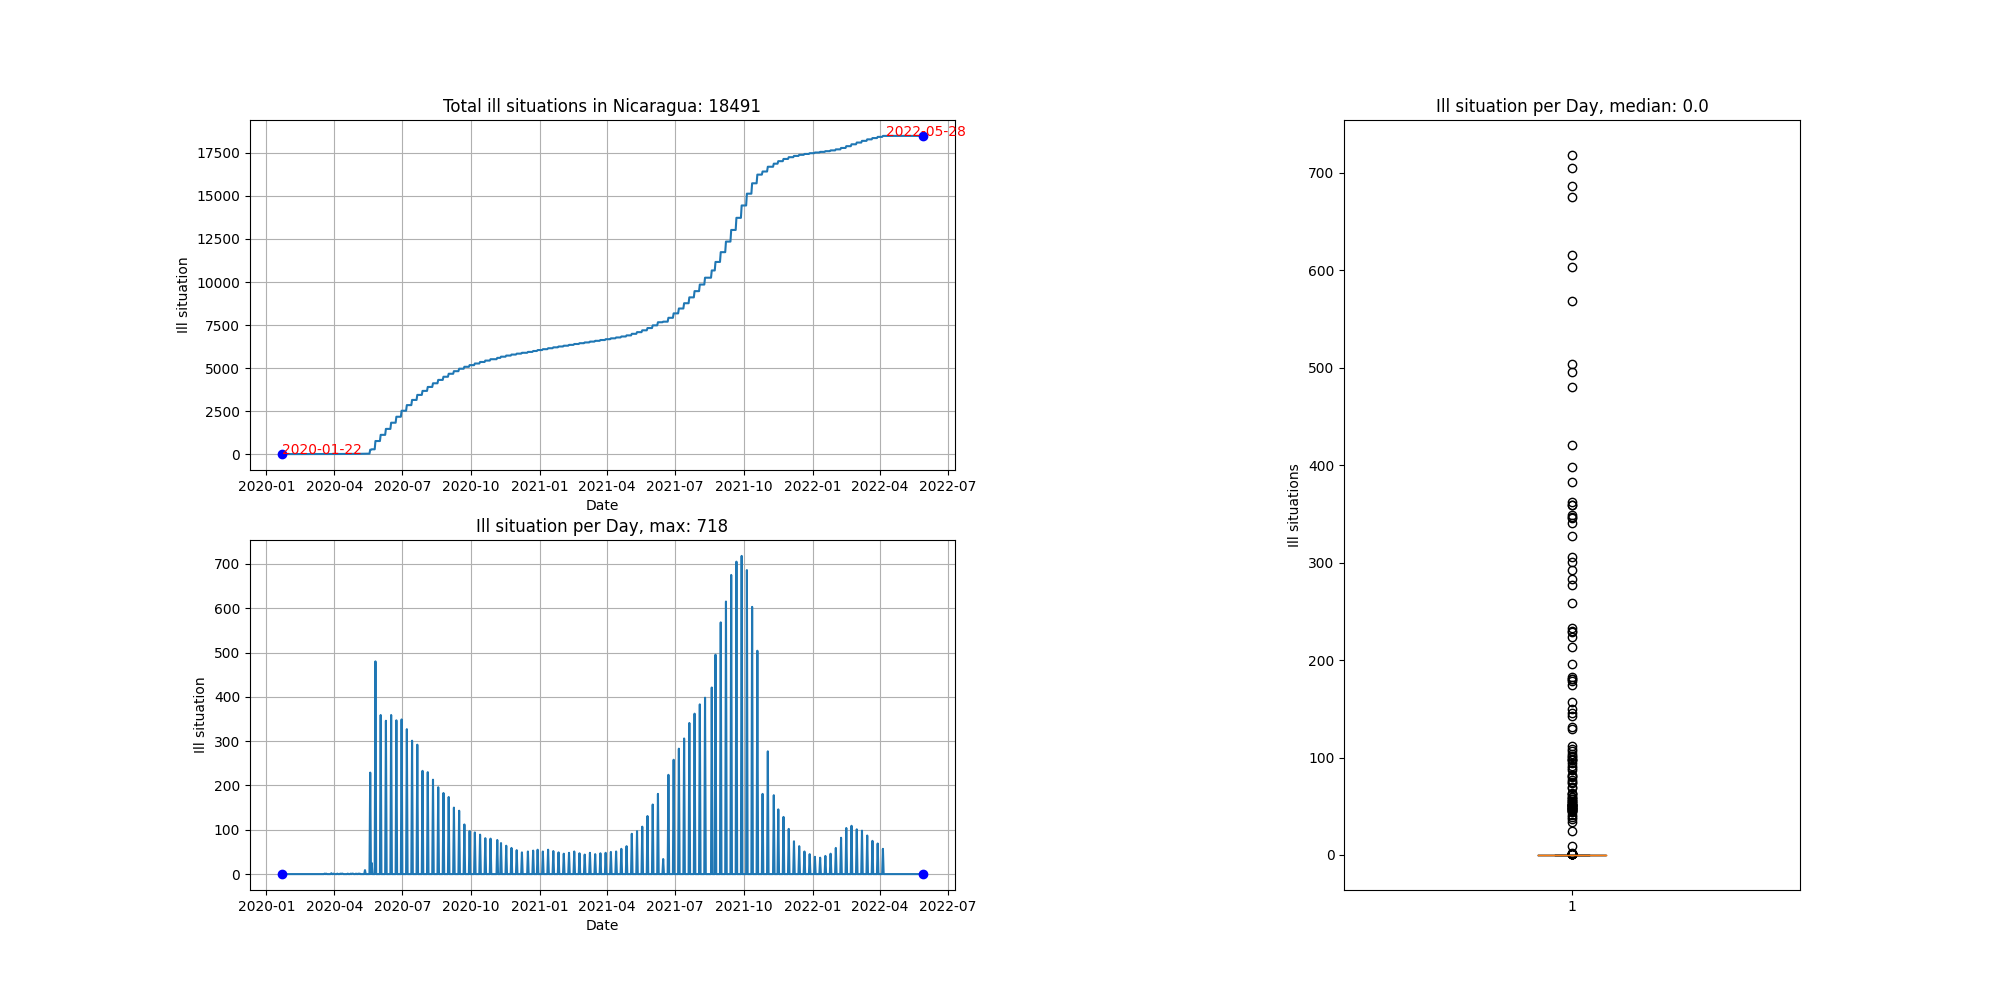 Total ill situations in Nicaragua: 18491
Ill situation
17500
15000
12500
10000
7500
5000
2500
0
2020-01-22
2022-05-28
2020-01 2020-04 2020-07 2020-10 2021-01 2021-04 2021-07 2021-10 2022-01 2022-04 2022-07
Date
Ill situation per Day, max: 718
Ill situation
700
600
500
400
300
200
100
0
2020-01 2020-04 2020-07 2020-10 2021-01 2021-04 2021-07 2021-10 2022-01 2022-04 2022-07
Date
Ill situation per Day, median: 0.0
Ill situations
700
600
500
400
300
200
100
0
1